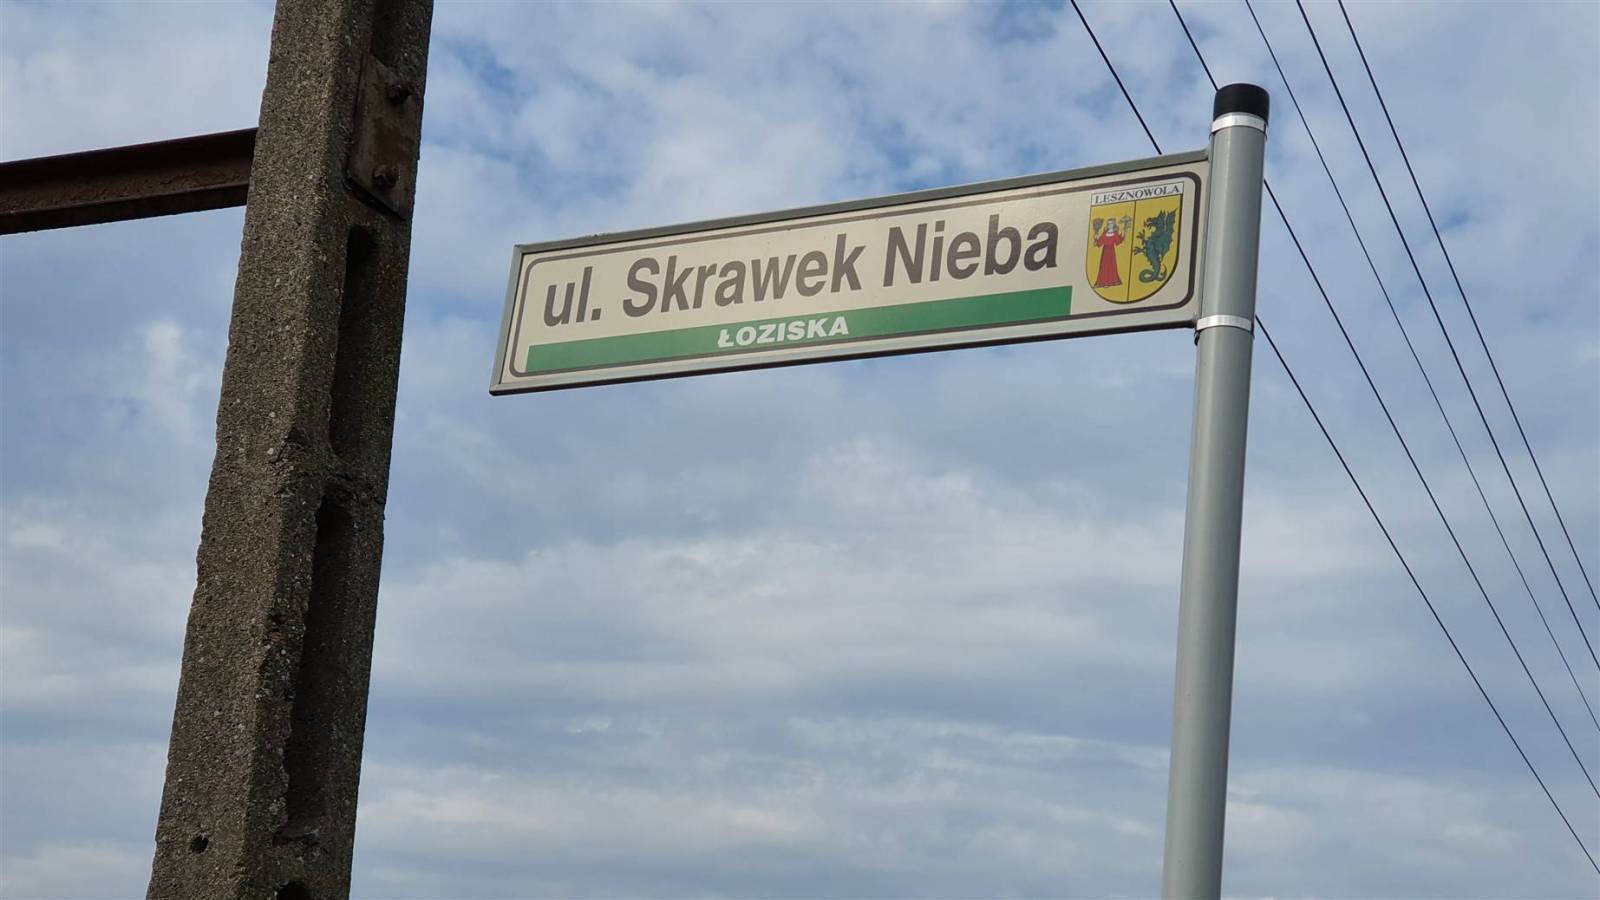 ul. Skrawek Nieba
ŁOZISKA
LESZNOWOLA